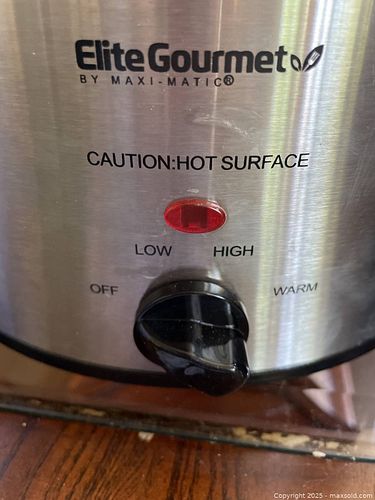 Elite Gourmet
BY MAXI-MATIC®
CAUTION:HOT SURFACE
LOW HIGH
OFF WARM
Copyright 2025 - maxsold.com